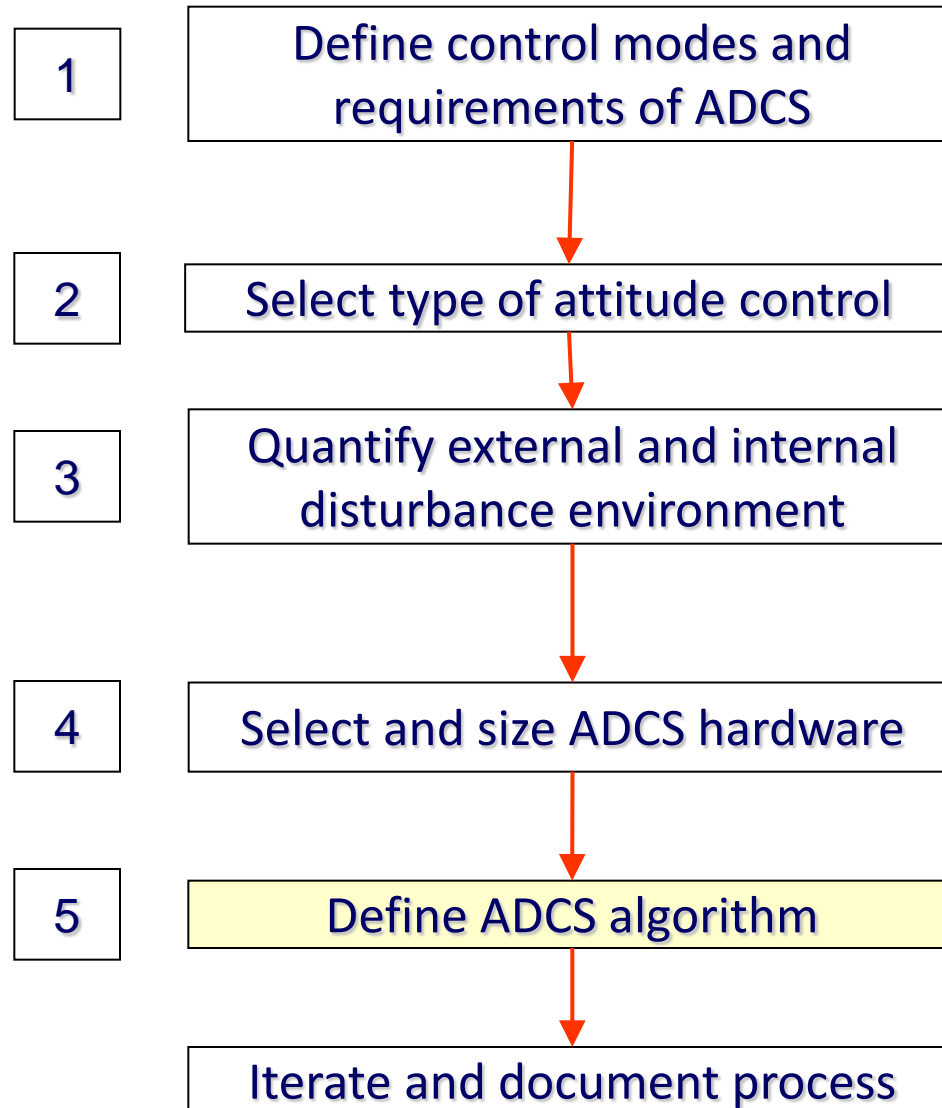 1
Define control modes and
requirements of ADCS
2
Select type of attitude control
3
Quantify external and internal
disturbance environment
4
Select and size ADCS hardware
5
Define ADCS algorithm
Iterate and document process